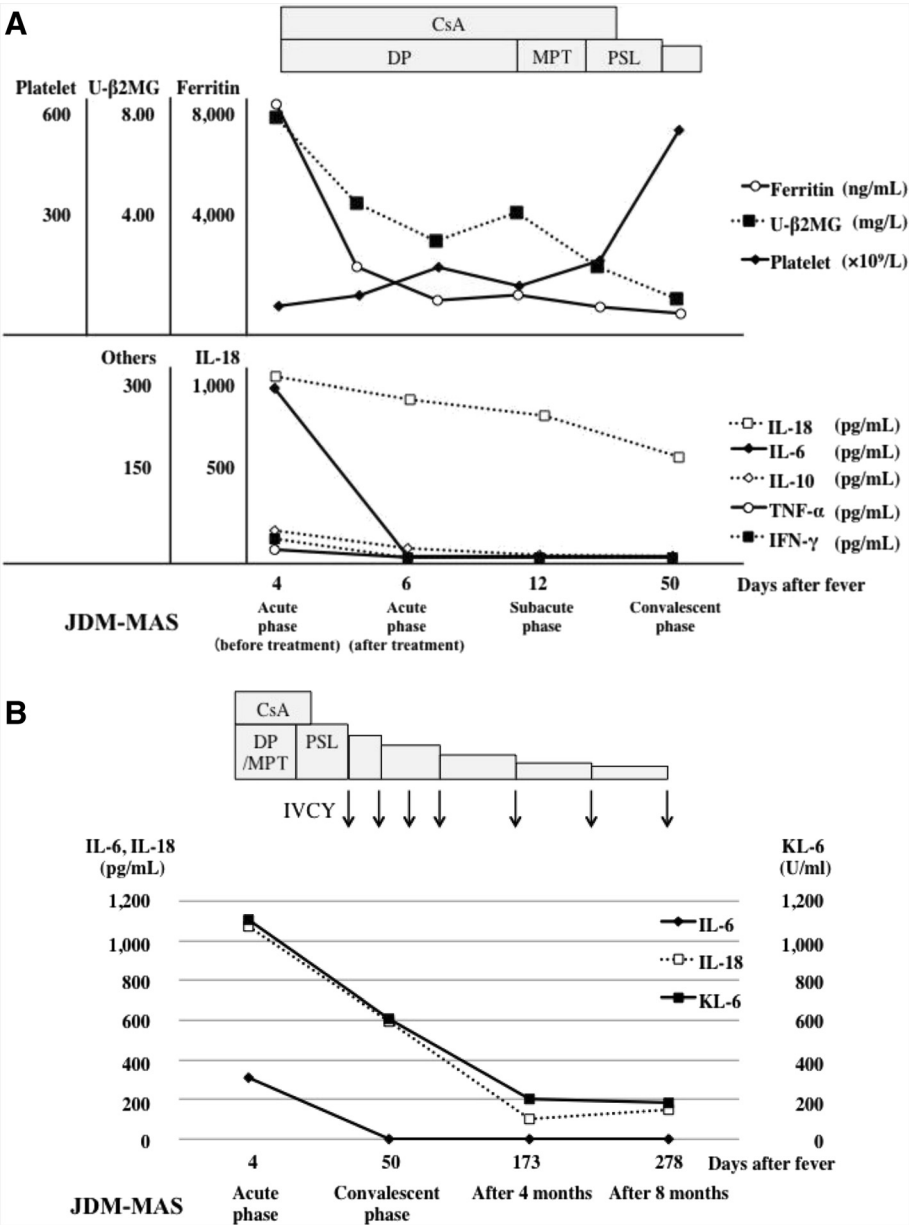 A
CsA
DP MPT PSL
Platelet U-β2MG Ferritin
600 8.00 8,000
300 4.00 4,000
Ferritin (ng/mL)
U-β2MG (mg/L)
Platelet (×10⁹/L)
Others IL-18
300 1,000
150 500
IL-18 (pg/mL)
IL-6 (pg/mL)
IL-10 (pg/mL)
TNF-α (pg/mL)
IFN-γ (pg/mL)
4 6 12 50 Days after fever
Acute phase (before treatment)
Acute phase (after treatment)
Subacute phase
Convalescent phase
JDM-MAS
B
CsA
DP /MPT PSL
IVCY
IL-6, IL-18 (pg/mL)
KL-6 (U/ml)
1,200 1,200
1,000 1,000
800 800
600 600
400 400
200 200
0 0
IL-6
IL-18
KL-6
4 50 173 278 Days after fever
Acute phase
Convalescent phase
After 4 months
After 8 months
JDM-MAS